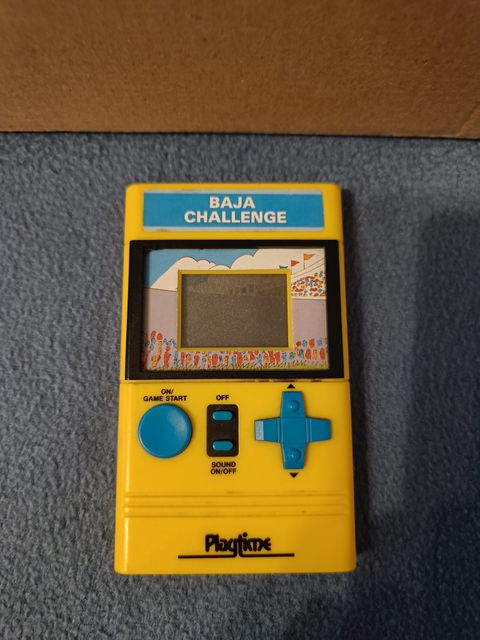 BAJA
CHALLENGE
ON/
GAME START
OFF
SOUND
ON/OFF
Playtime